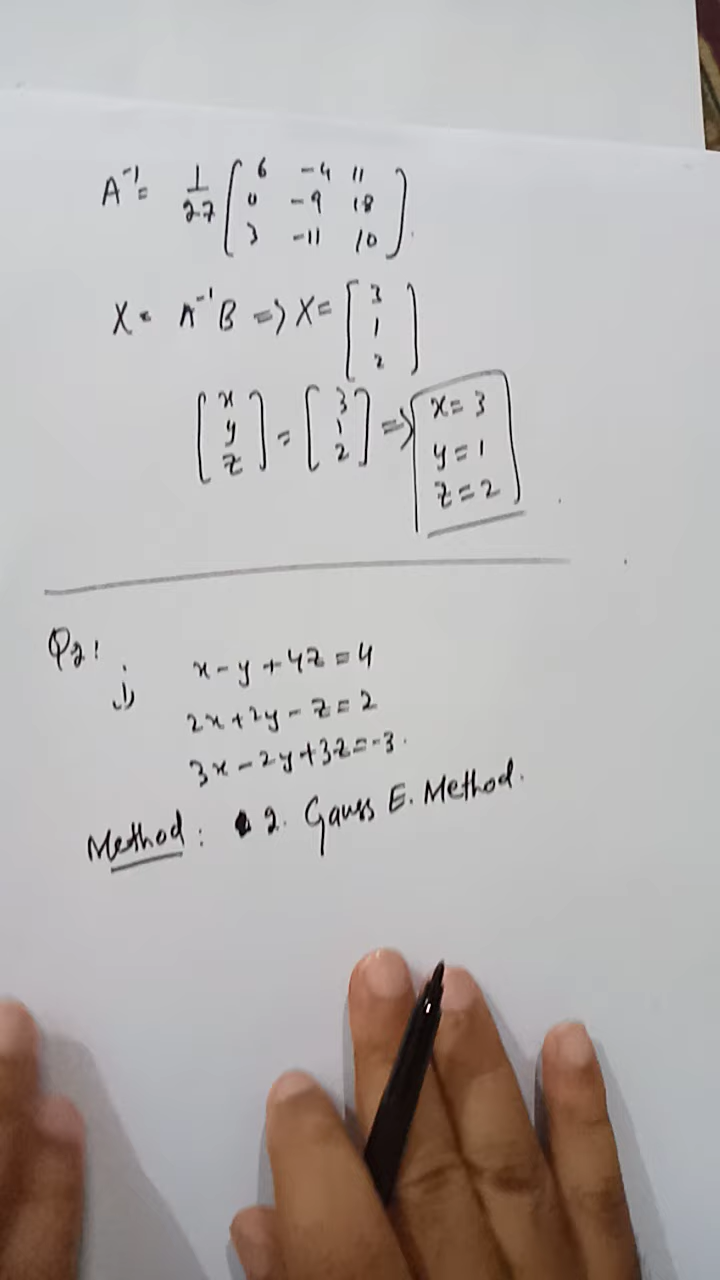 A⁻¹= 1/27 [6 -4 11
0 -9 18
3 -11 10].
X = A⁻¹B => X= [3
1
2]
[x y z] = [3 1 2] => x=3
y=1
z=2
Q2:
i) x-y+4z=4
2x+2y-z=2
3x-2y+3z=-3.
Method: 2. Gauss E. Method.